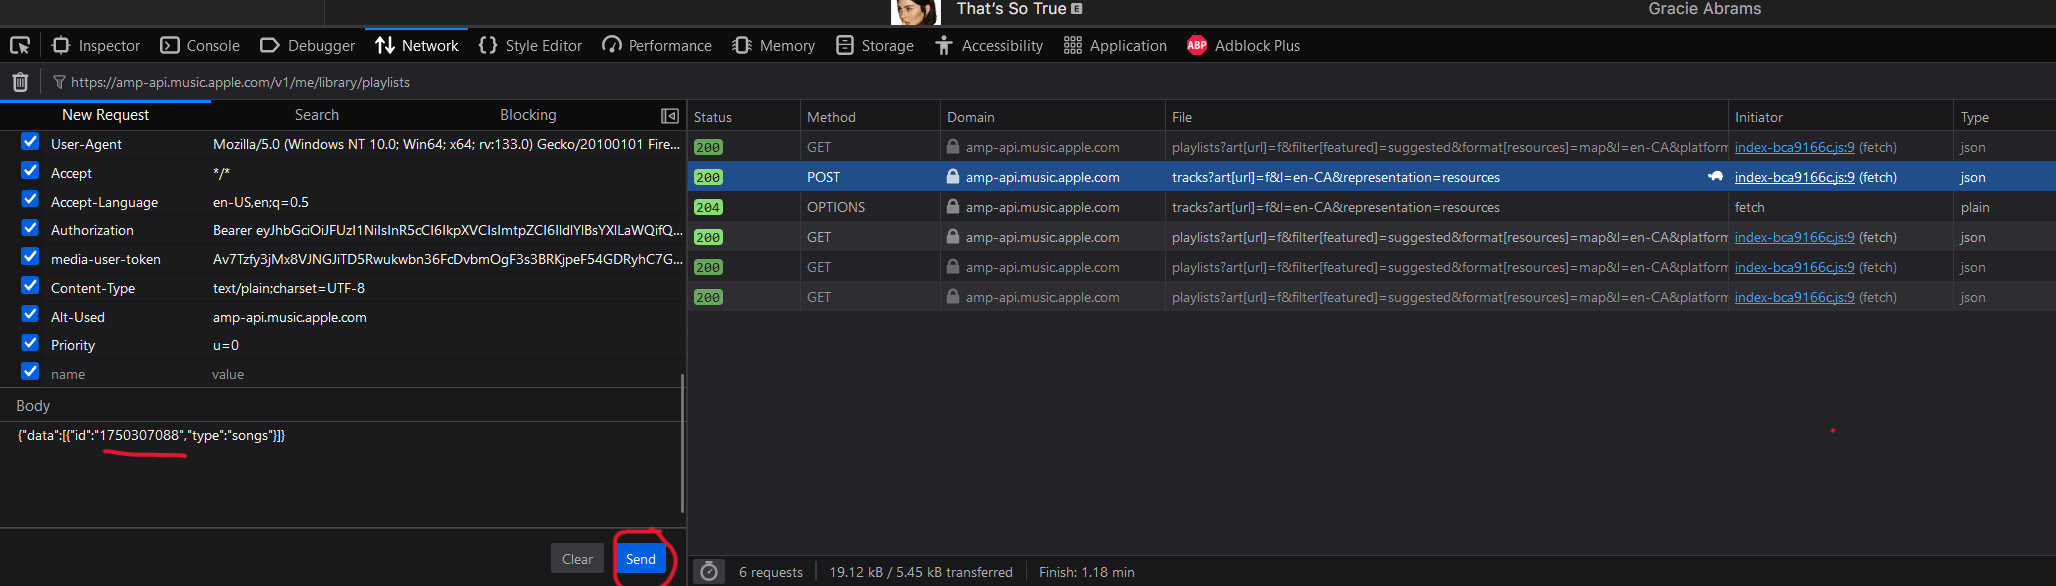 That's So True E
Gracie Abrams
Inspector Console Debugger Network Style Editor Performance Memory Storage Accessibility Application ABP Adblock Plus
https://amp-api.music.apple.com/v1/me/library/playlists
New Request Search Blocking
User-Agent Mozilla/5.0 (Windows NT 10.0; Win64; x64; rv:133.0) Gecko/20100101 Fire...
Accept */*
Accept-Language en-US,en;q=0.5
Authorization Bearer
media-user-token
Content-Type text/plain;charset=UTF-8
Alt-Used amp-api.music.apple.com
Priority u=0
name value
Body
{"data":[{"id":"1750307088","type":"songs"}]}
Clear Send
Status Method Domain File Initiator Type
200 GET amp-api.music.apple.com playlists?art[url]=f&filter[featured]=suggested&format[resources]=map&l=en-CA&platform index-bca9166c.js:9 (fetch) json
200 POST amp-api.music.apple.com tracks?art[url]=f&l=en-CA&representation=resources index-bca9166c.js:9 (fetch) json
204 OPTIONS amp-api.music.apple.com tracks?art[url]=f&l=en-CA&representation=resources fetch plain
200 GET amp-api.music.apple.com playlists?art[url]=f&filter[featured]=suggested&format[resources]=map&l=en-CA&platform index-bca9166c.js:9 (fetch) json
200 GET amp-api.music.apple.com playlists?art[url]=f&filter[featured]=suggested&format[resources]=map&l=en-CA&platform index-bca9166c.js:9 (fetch) json
200 GET amp-api.music.apple.com playlists?art[url]=f&filter[featured]=suggested&format[resources]=map&l=en-CA&platform index-bca9166c.js:9 (fetch) json
6 requests 19.12 kB / 5.45 kB transferred Finish: 1.18 min